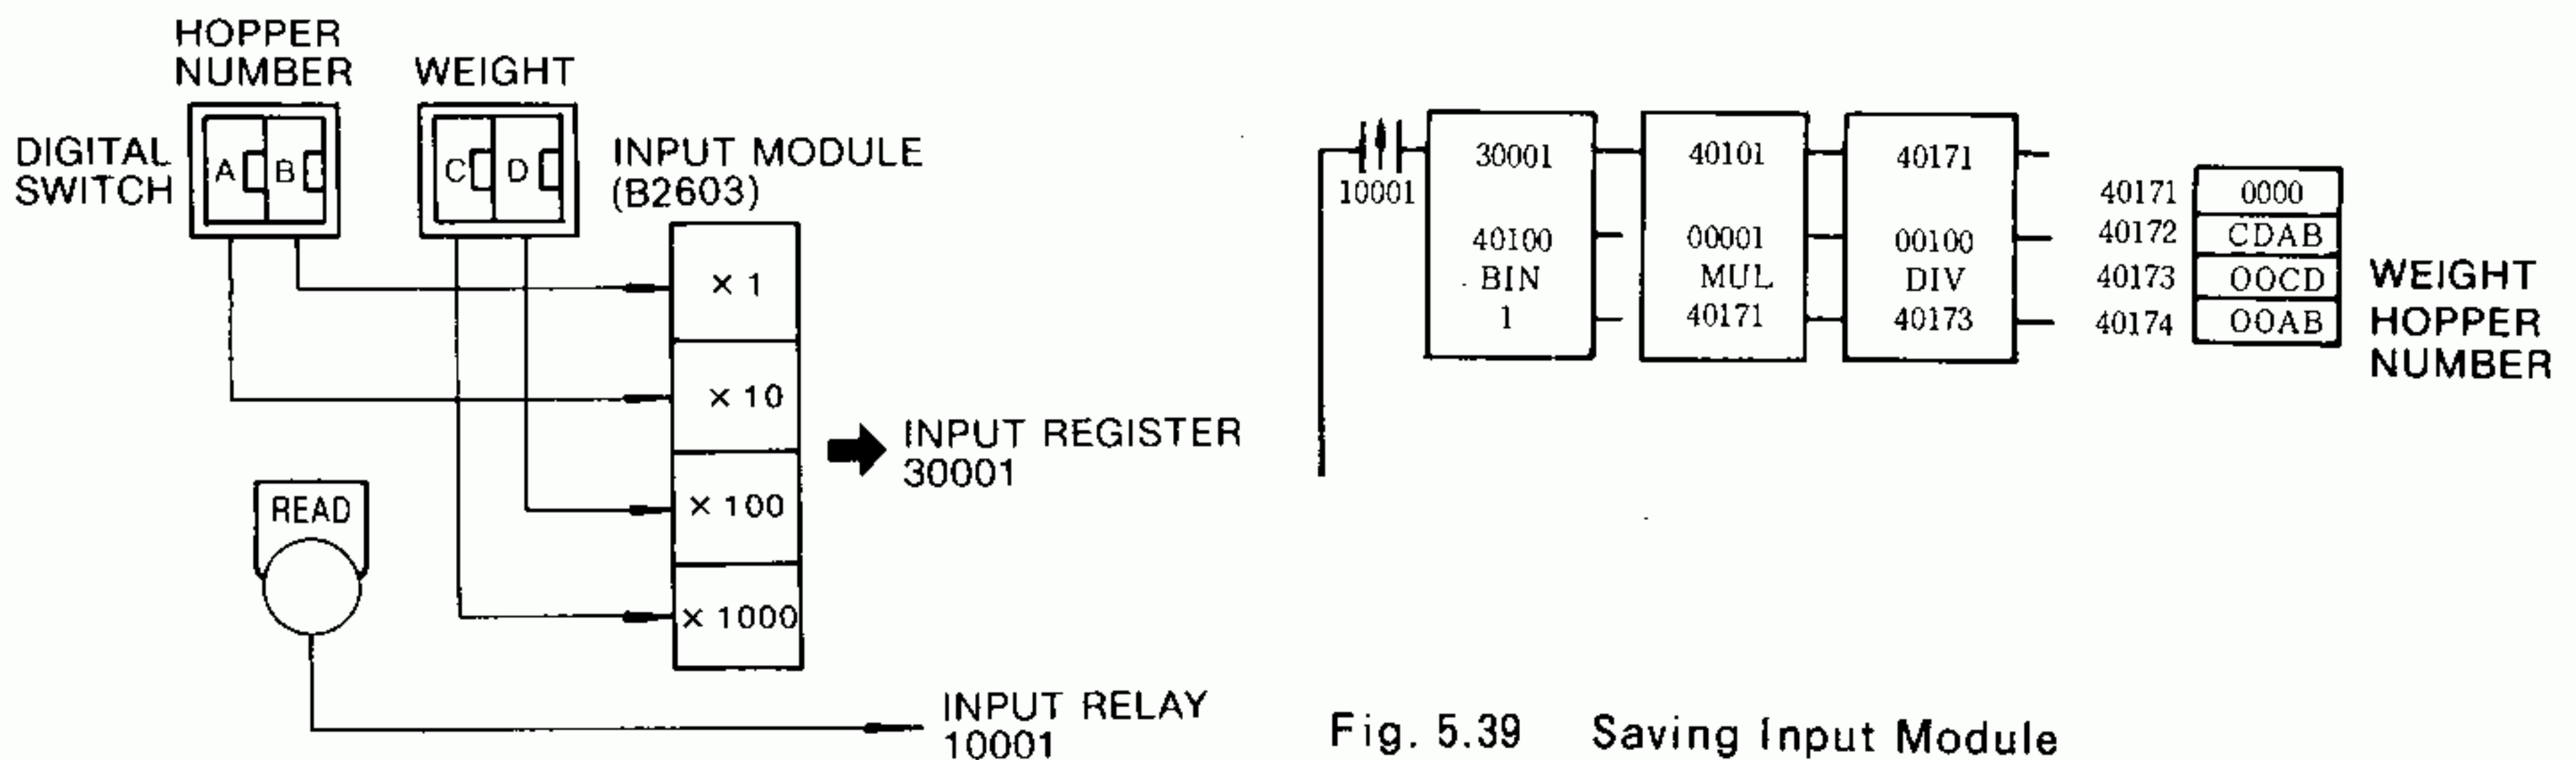 HOPPER
NUMBER
WEIGHT
DIGITAL
SWITCH
A
B
C
D
INPUT MODULE
(B2603)
× 1
× 10
× 100
× 1000
INPUT REGISTER
30001
READ
INPUT RELAY
10001
10001
30001
40100
BIN
1
40101
00001
MUL
40171
40171
00100
DIV
40173
40171 0000
40172 CDAB
40173 OOCD WEIGHT
40174 OOAB HOPPER
NUMBER
Fig. 5.39 Saving Input Module